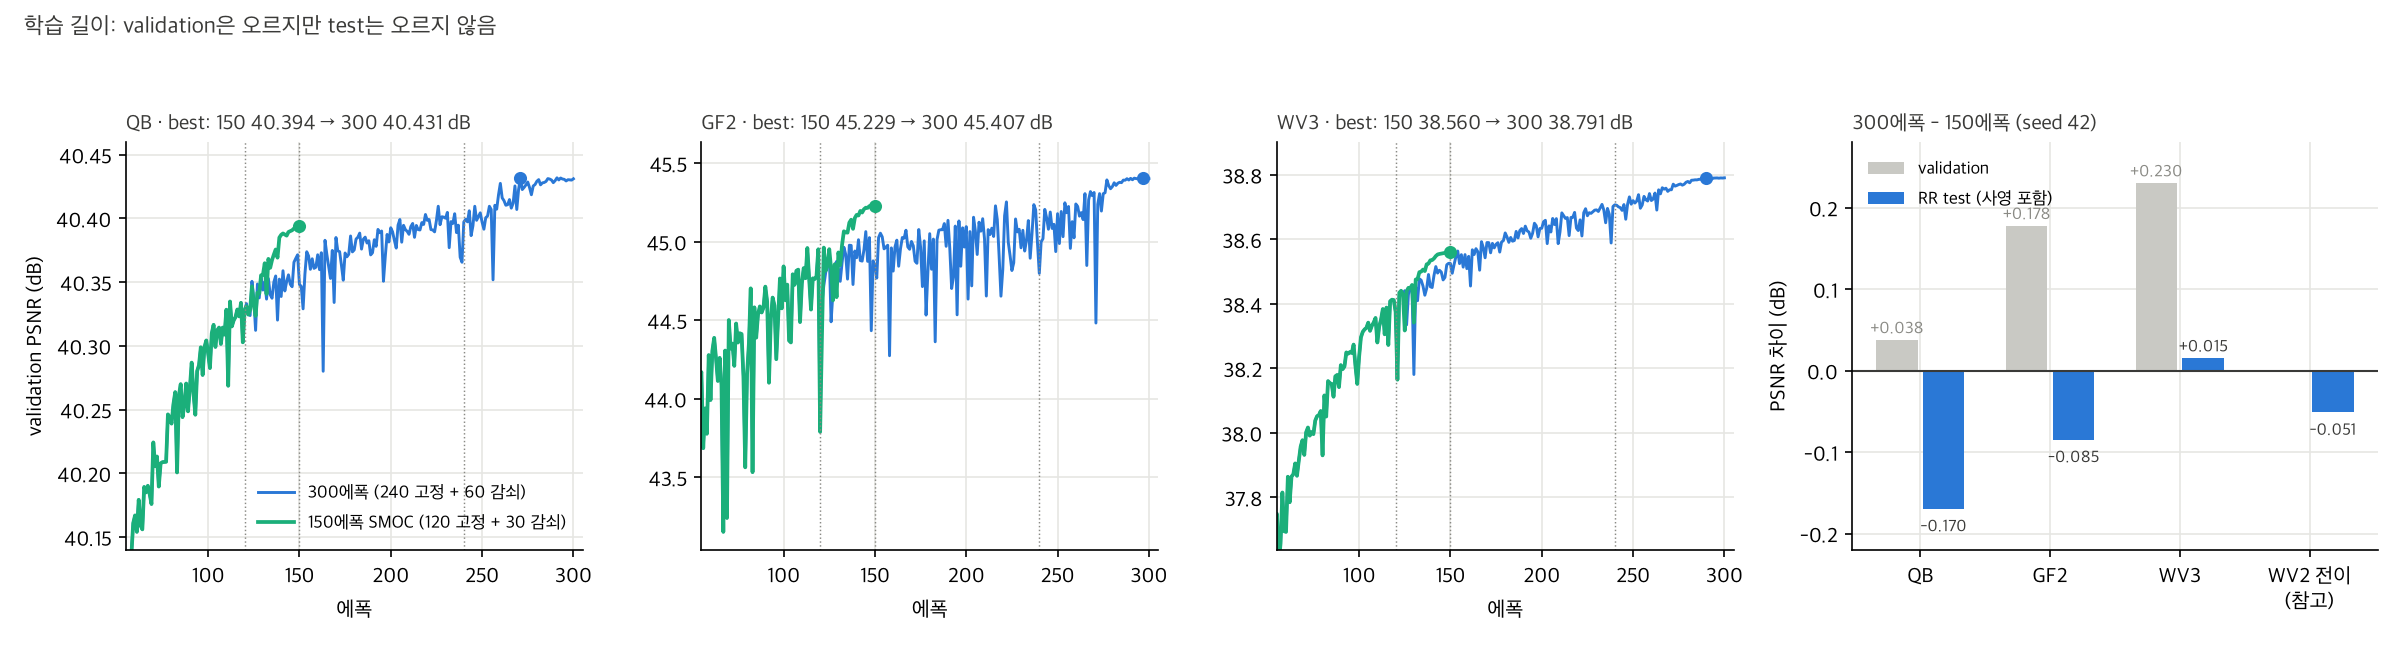 학습 길이: validation은 오르지만 test는 오르지 않음
QB · best: 150 40.394 → 300 40.431 dB
validation PSNR (dB)
40.45
40.40
40.35
40.30
40.25
40.20
40.15
300에폭 (240 고정 + 60 감쇠)
150에폭 SMOC (120 고정 + 30 감쇠)
100 150 200 250 300
에폭
GF2 · best: 150 45.229 → 300 45.407 dB
45.5
45.0
44.5
44.0
43.5
100 150 200 250 300
에폭
WV3 · best: 150 38.560 → 300 38.791 dB
38.8
38.6
38.4
38.2
38.0
37.8
100 150 200 250 300
에폭
300에폭 - 150에폭 (seed 42)
PSNR 차이 (dB)
validation
RR test (사영 포함)
0.2
0.1
0.0
-0.1
-0.2
+0.038
+0.178
+0.230
+0.015
-0.170
-0.085
-0.051
QB GF2 WV3 WV2 전이
(참고)